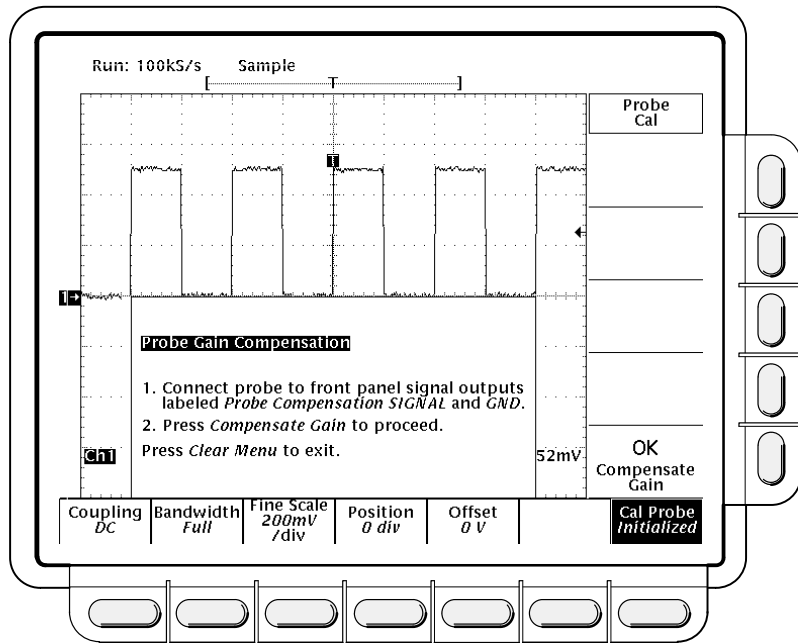 Run: 100kS/s Sample
T
Probe
Cal
T
1
Probe Gain Compensation
1. Connect probe to front panel signal outputs
labeled Probe Compensation SIGNAL and GND.
2. Press Compensate Gain to proceed.
Press Clear Menu to exit.
Ch1
52mV
OK
Compensate
Gain
Coupling
DC
Bandwidth
Full
Fine Scale
200mV
/div
Position
0 div
Offset
0 V
Cal Probe
Initialized